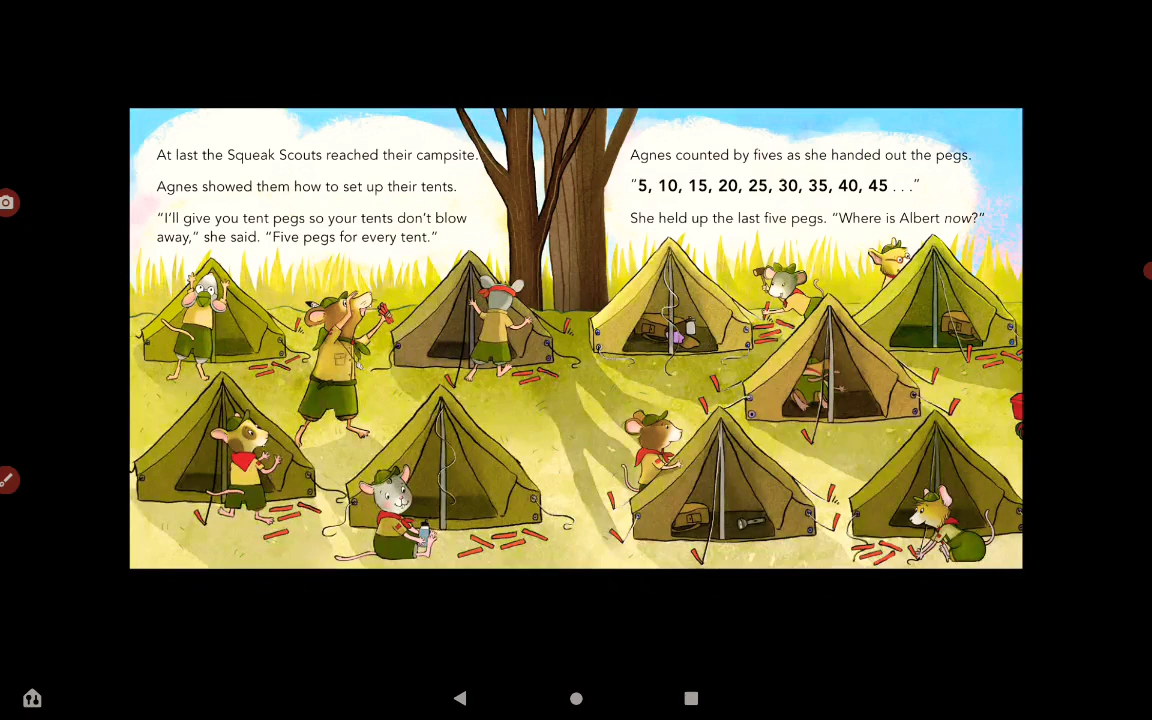 At last the Squeak Scouts reached their campsite.
Agnes showed them how to set up their tents.
“I’ll give you tent pegs so your tents don’t blow
away,” she said. “Five pegs for every tent.”
Agnes counted by fives as she handed out the pegs.
“5, 10, 15, 20, 25, 30, 35, 40, 45 . . .”
She held up the last five pegs. “Where is Albert now?”